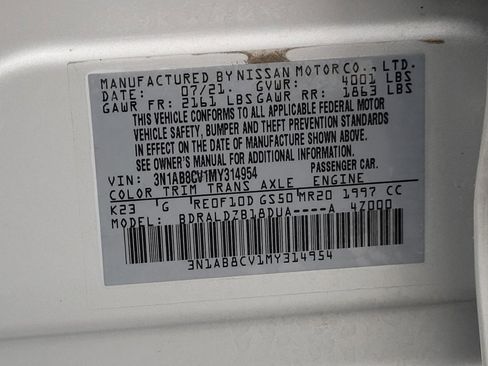 MANUFACTURED BY NISSAN MOTOR CO., LTD.
DATE: 07/21. GVWR: 4001 LBS
GAWR FR: 2161 LBS GAWR RR: 1863 LBS
THIS VEHICLE CONFORMS TO ALL APPLICABLE FEDERAL MOTOR
VEHICLE SAFETY, BUMPER AND THEFT PREVENTION STANDARDS
IN EFFECT ON THE DATE OF MANUFACTURE SHOWN ABOVE.
SEE OWNER'S MANUAL FOR ADDITIONAL INFORMATION.
VIN: 3N1AB8CV1MY314954 PASSENGER CAR.
COLOR TRIM TRANS AXLE ENGINE
K23 G RE0F10D GS50 MR20 1997 CC
MODEL: BDRALDZB18DUA----A 47000
3N1AB8CV1MY314954